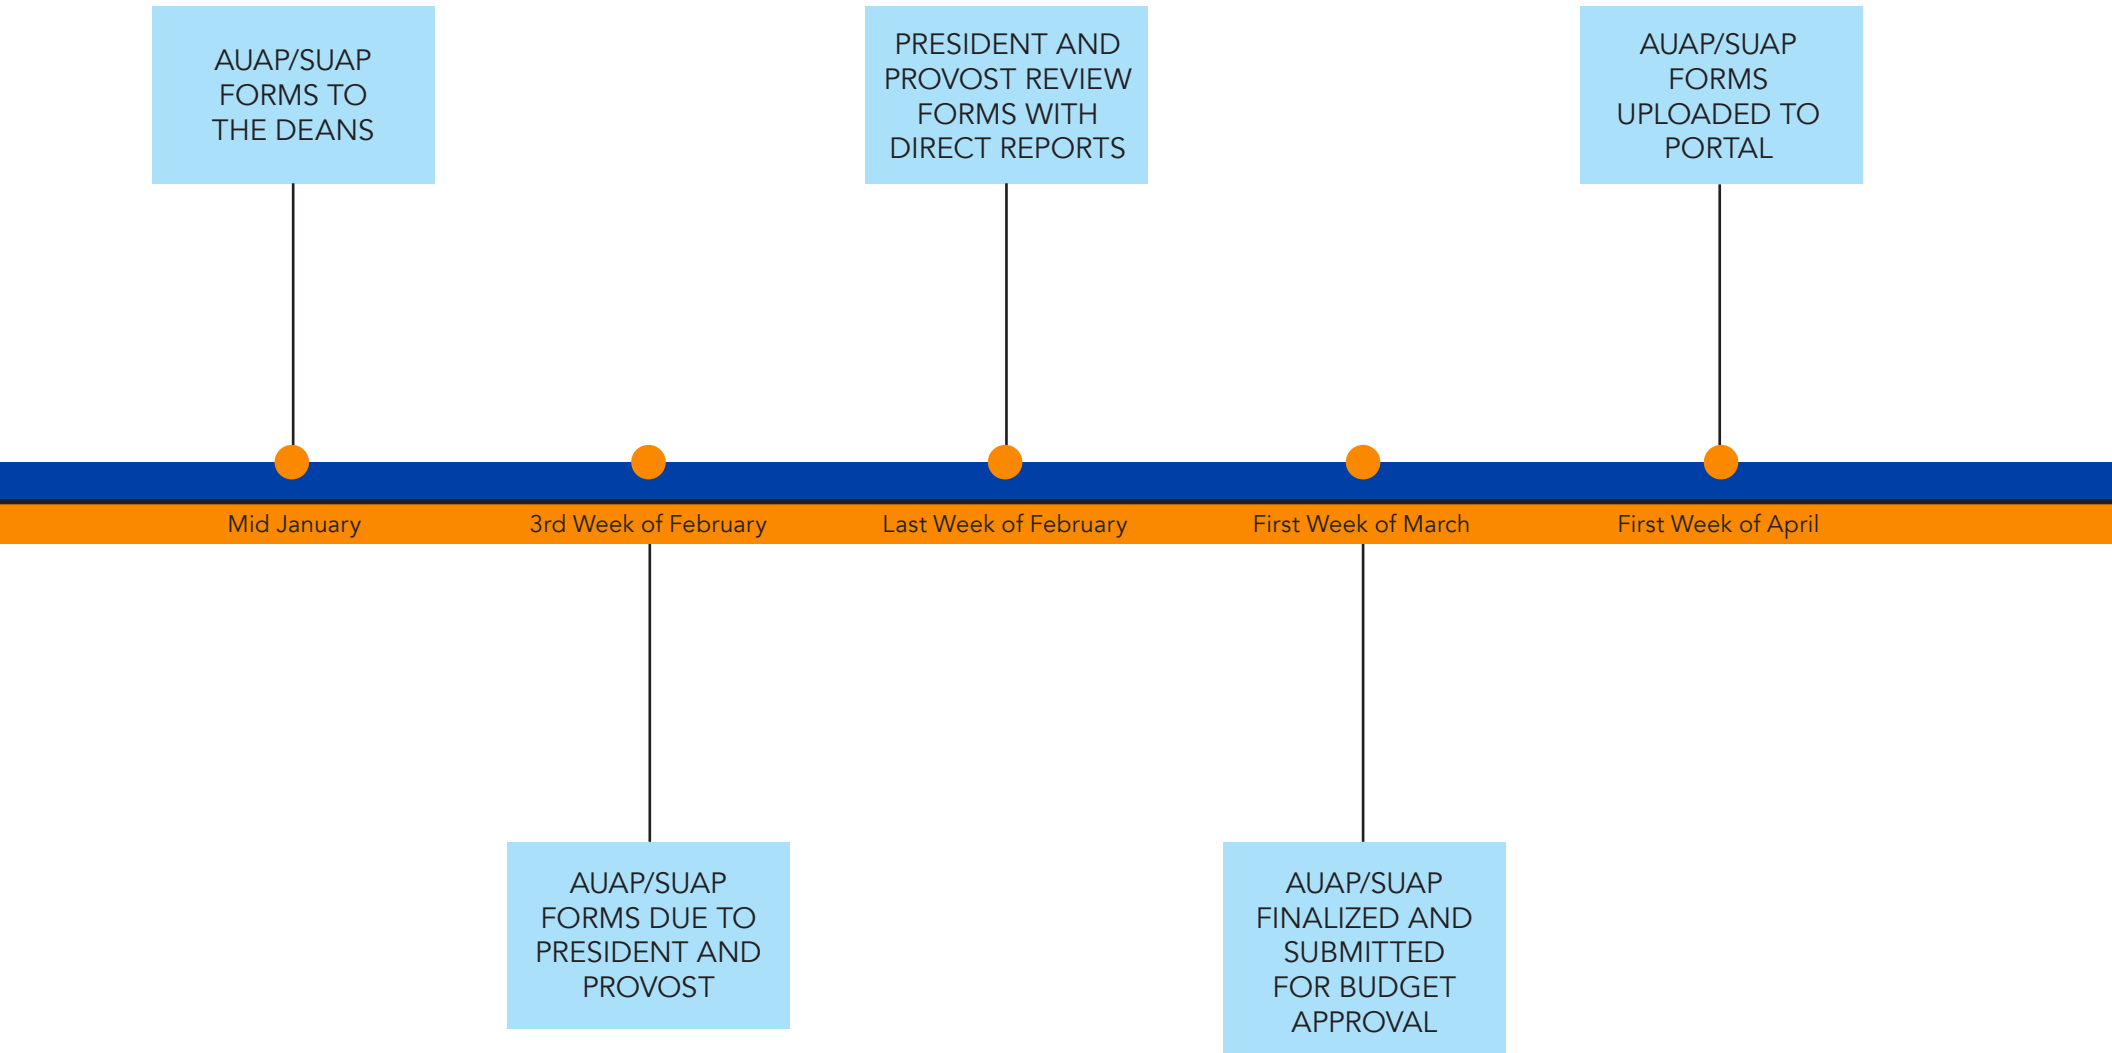 AUAP/SUAP
FORMS TO
THE DEANS
PRESIDENT AND
PROVOST REVIEW
FORMS WITH
DIRECT REPORTS
AUAP/SUAP
FORMS
UPLOADED TO
PORTAL
Mid January
3rd Week of February
Last Week of February
First Week of March
First Week of April
AUAP/SUAP
FORMS DUE TO
PRESIDENT AND
PROVOST
AUAP/SUAP
FINALIZED AND
SUBMITTED
FOR BUDGET
APPROVAL